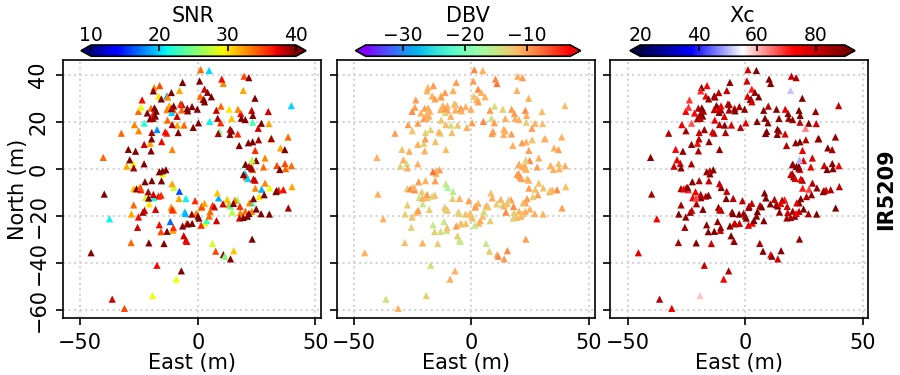 SNR DBV Xc
10 20 30 40 −30 −20 −10 20 40 60 80
40
20
0
−20
−40
−60
North (m)
IR5209
−50 0 50 −50 0 50 −50 0 50
East (m) East (m) East (m)